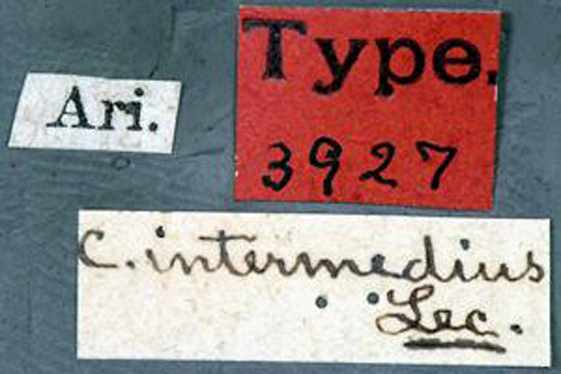 Ari.
Type.
3927
C. intermedius
Lec.